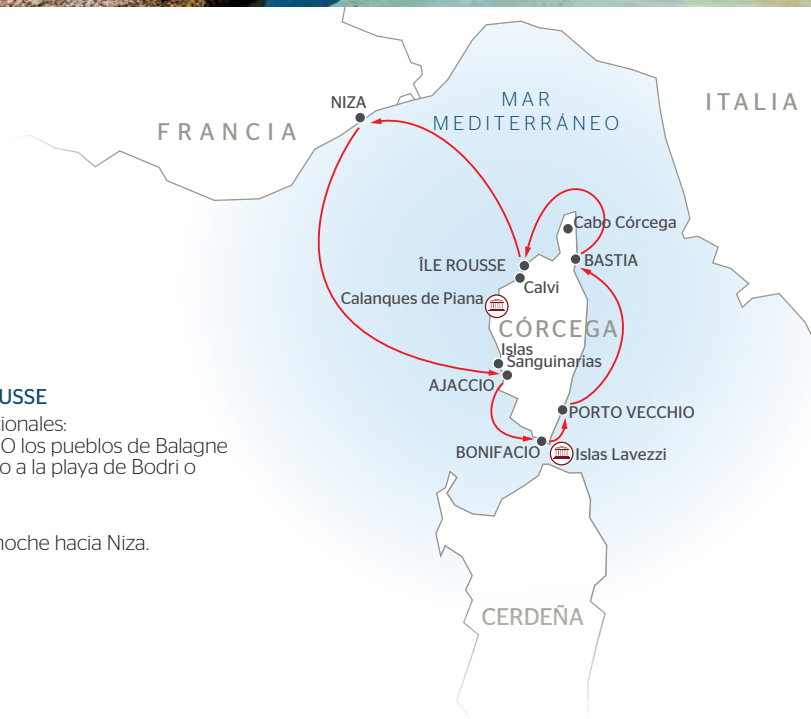 NIZA
MAR
MEDITERRÁNEO
ITALIA
FRANCIA
Cabo Córcega
ÎLE ROUSSE
BASTIA
Calvi
Calanques de Piana
CÓRCEGA
Islas
Sanguinarias
AJACCIO
PORTO VECCHIO
BONIFACIO
Islas Lavezzi
CERDEÑA
USSE
ionales:
O los pueblos de Balagne
o a la playa de Bodri o
noche hacia Niza.